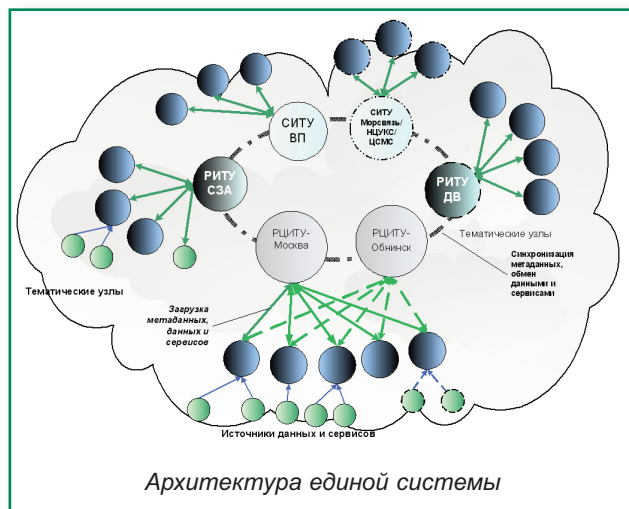 СИТУ
ВП
СИТУ
Морсвязь/
НЦУКС/
ЦСМС
РИТУ
СЗА
РИТУ
ДВ
РЦИТУ-
Москва
РЦИТУ-
Обнинск
Тематические узлы
Синхронизация
метаданных,
обмен
данными и
сервисами
Тематические узлы
Загрузка
метаданных,
данных и
сервисов
Источники данных и сервисов
Архитектура единой системы